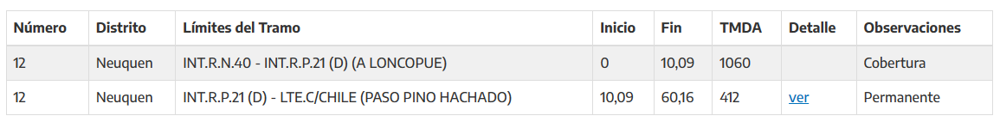 Número Distrito Límites del Tramo Inicio Fin TMDA Detalle Observaciones
12 Neuquen INT.R.N.40 - INT.R.P.21 (D) (A LONCOPUE) 0 10,09 1060 Cobertura
12 Neuquen INT.R.P.21 (D) - LTE.C/CHILE (PASO PINO HACHADO) 10,09 60,16 412 ver Permanente